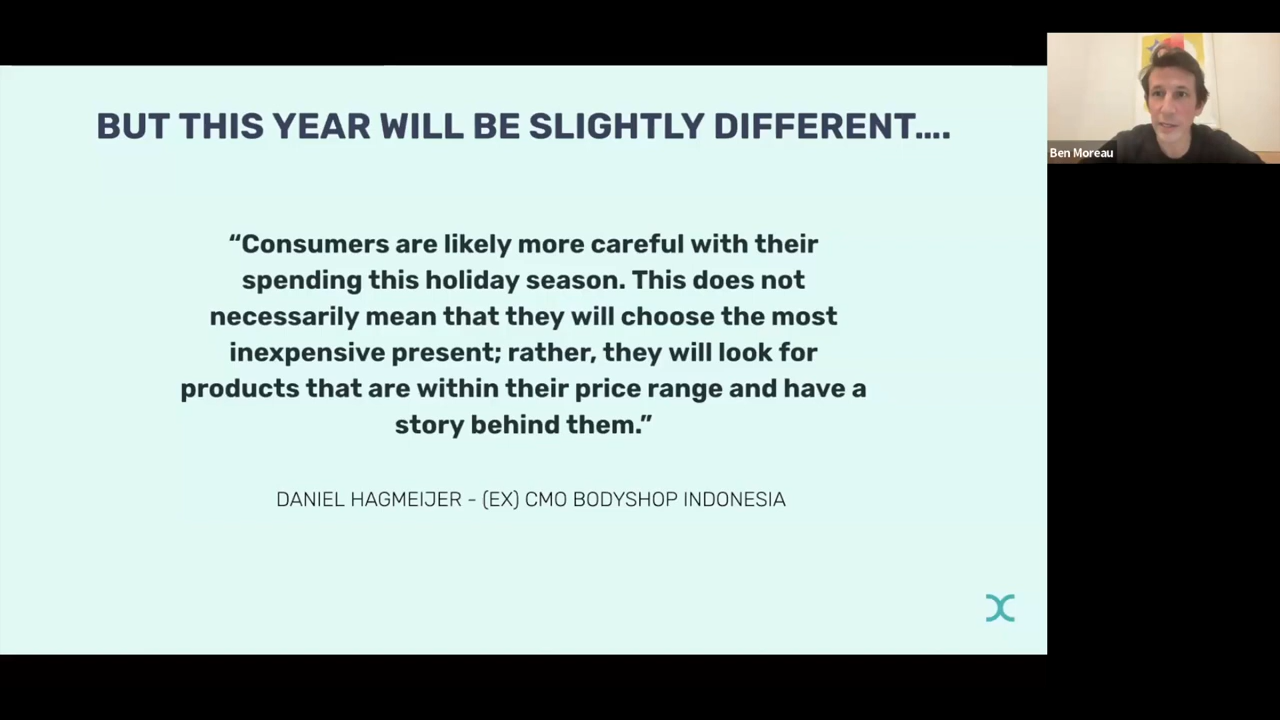 BUT THIS YEAR WILL BE SLIGHTLY DIFFERENT....
“Consumers are likely more careful with their
spending this holiday season. This does not
necessarily mean that they will choose the most
inexpensive present; rather, they will look for
products that are within their price range and have a
story behind them.”
DANIEL HAGMEIJER - (EX) CMO BODYSHOP INDONESIA
Ben Moreau